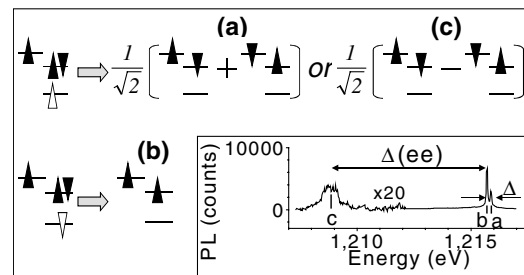 (a) (c)
1/√2 [ + ] or 1/√2 [ − ]
(b)
10000
0
PL (counts)
Δ(ee)
x20
Δ
c
b a
1,210 1,215
Energy (eV)